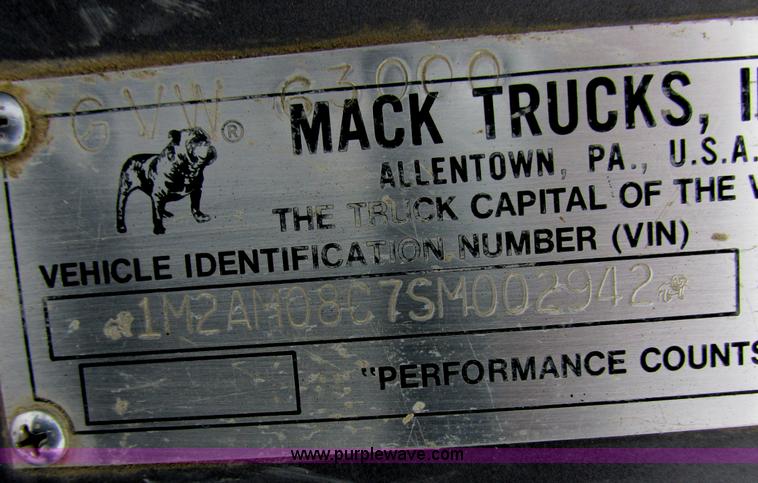 GVW 63000
MACK TRUCKS,
®
ALLENTOWN, PA., U.S.A.
THE TRUCK CAPITAL OF THE
VEHICLE IDENTIFICATION NUMBER (VIN)
1M2AM08C7SM002942
"PERFORMANCE COUNTS
www.purplewave.com